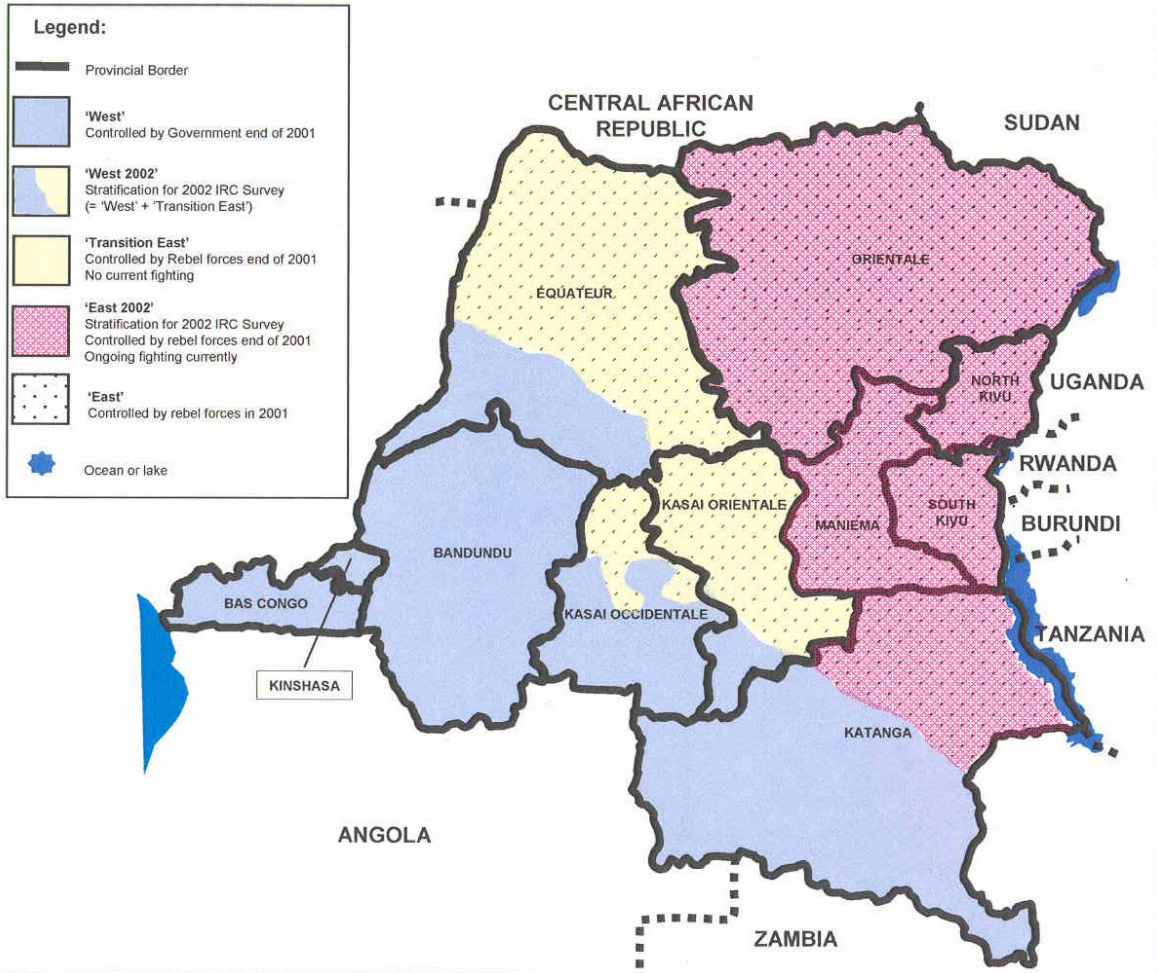 Legend:
Provincial Border
'West'
Controlled by Government end of 2001
'West 2002'
Stratification for 2002 IRC Survey
(= 'West' + 'Transition East')
'Transition East'
Controlled by Rebel forces end of 2001
No current fighting
'East 2002'
Stratification for 2002 IRC Survey
Controlled by rebel forces end of 2001
Ongoing fighting currently
'East'
Controlled by rebel forces in 2001
Ocean or lake
CENTRAL AFRICAN
REPUBLIC
SUDAN
ORIENTALE
ÉQUATEUR
NORTH
KIVU
UGANDA
RWANDA
KASAI ORIENTALE
MANIEMA
SOUTH
KIVU
BURUNDI
BANDUNDU
BAS CONGO
KASAI OCCIDENTALE
TANZANIA
KINSHASA
KATANGA
ANGOLA
ZAMBIA